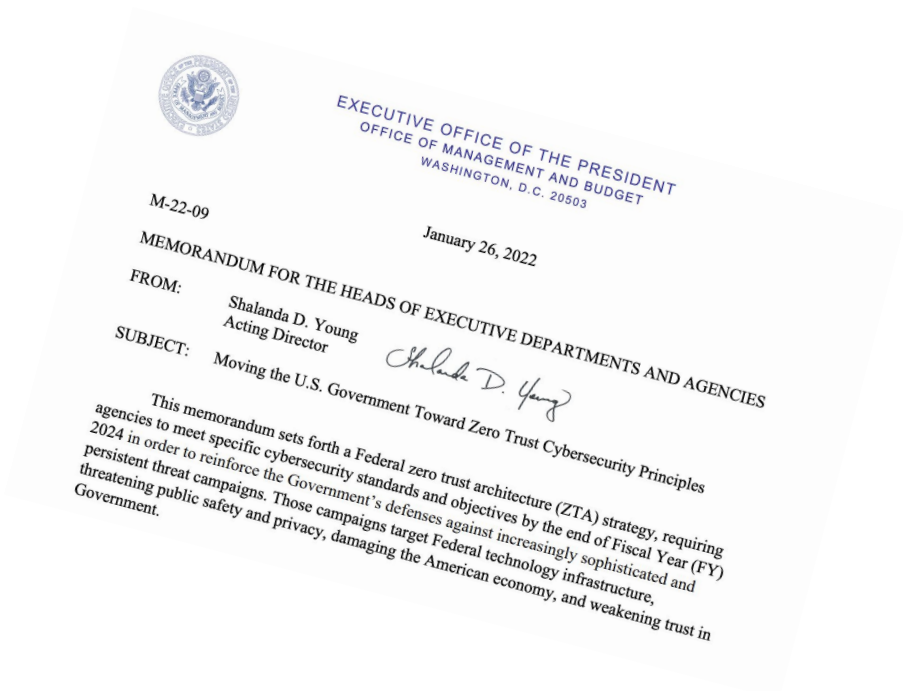 EXECUTIVE OFFICE OF THE PRESIDENT
OFFICE OF MANAGEMENT AND BUDGET
WASHINGTON, D.C. 20503
M-22-09
January 26, 2022
MEMORANDUM FOR THE HEADS OF EXECUTIVE DEPARTMENTS AND AGENCIES
FROM:
Shalanda D. Young
Acting Director
Shalanda D. Young
SUBJECT:
Moving the U.S. Government Toward Zero Trust Cybersecurity Principles
This memorandum sets forth a Federal zero trust architecture (ZTA) strategy, requiring
agencies to meet specific cybersecurity standards and objectives by the end of Fiscal Year (FY)
2024 in order to reinforce the Government's defenses against increasingly sophisticated and
persistent threat campaigns. Those campaigns target Federal technology infrastructure,
threatening public safety and privacy, damaging the American economy, and weakening trust in
Government.